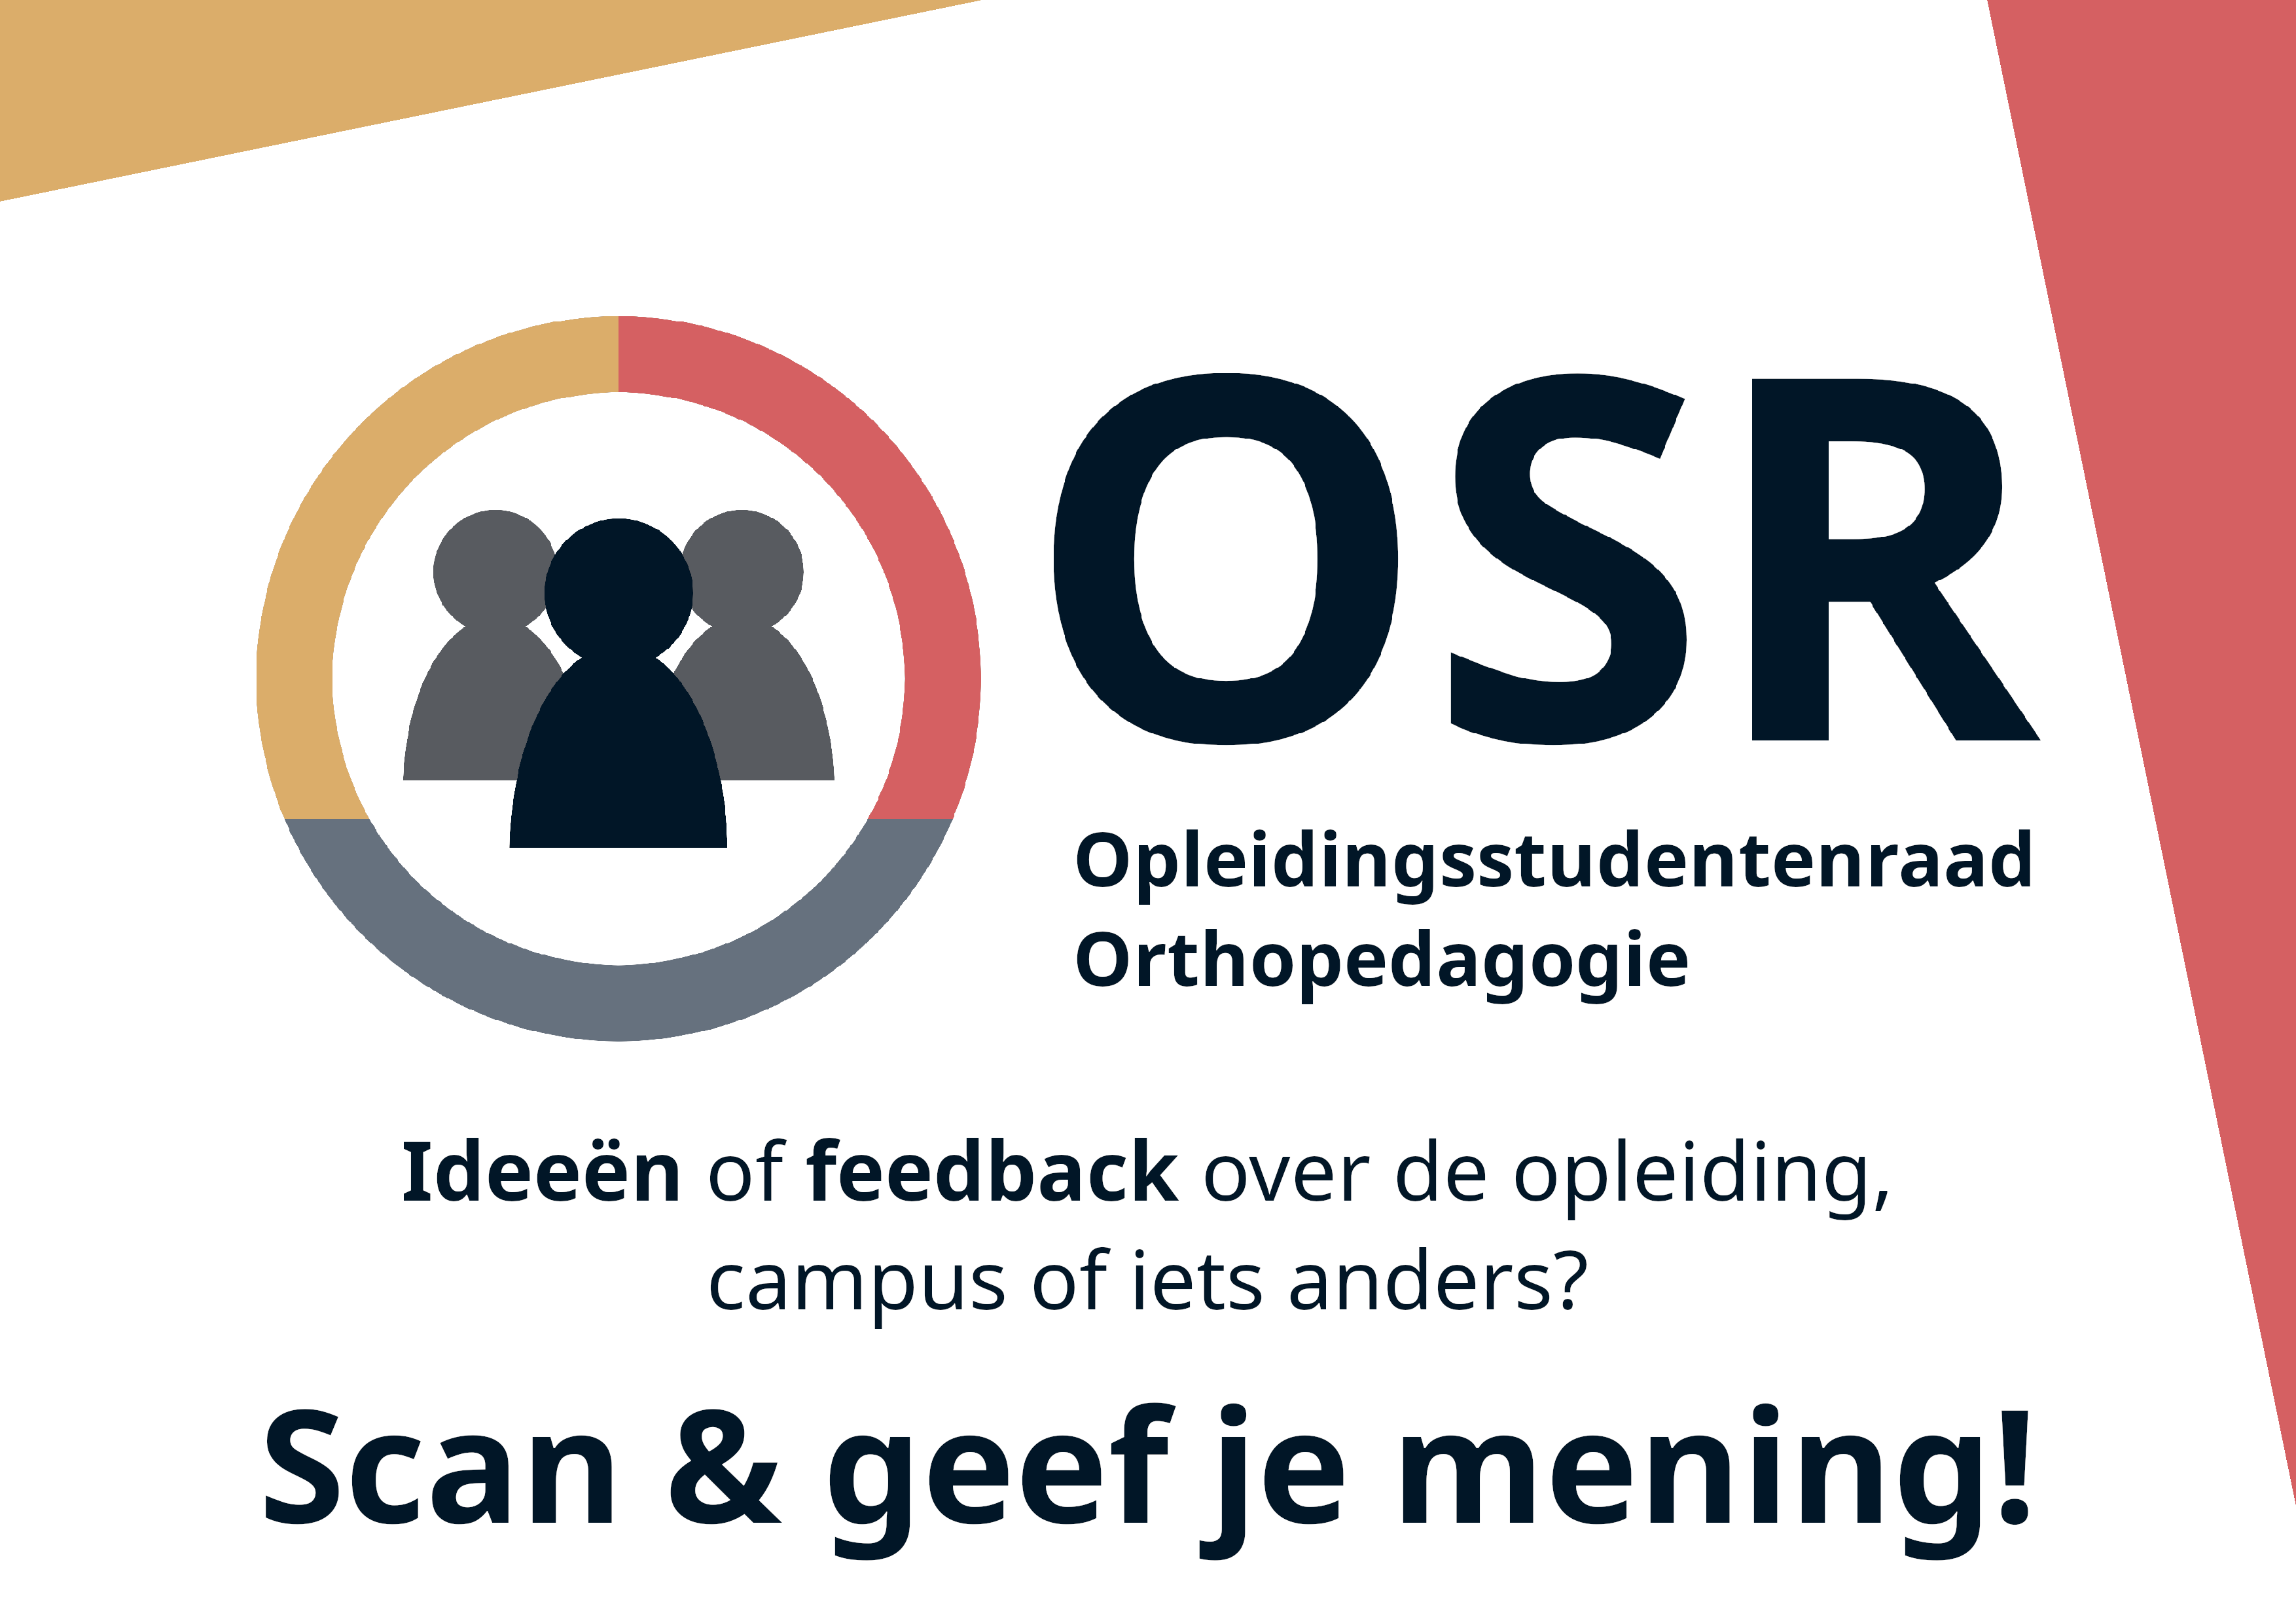 OSR
Opleidingsstudentenraad
Orthopedagogie
Ideeën of feedback over de opleiding,
campus of iets anders?
Scan & geef je mening!